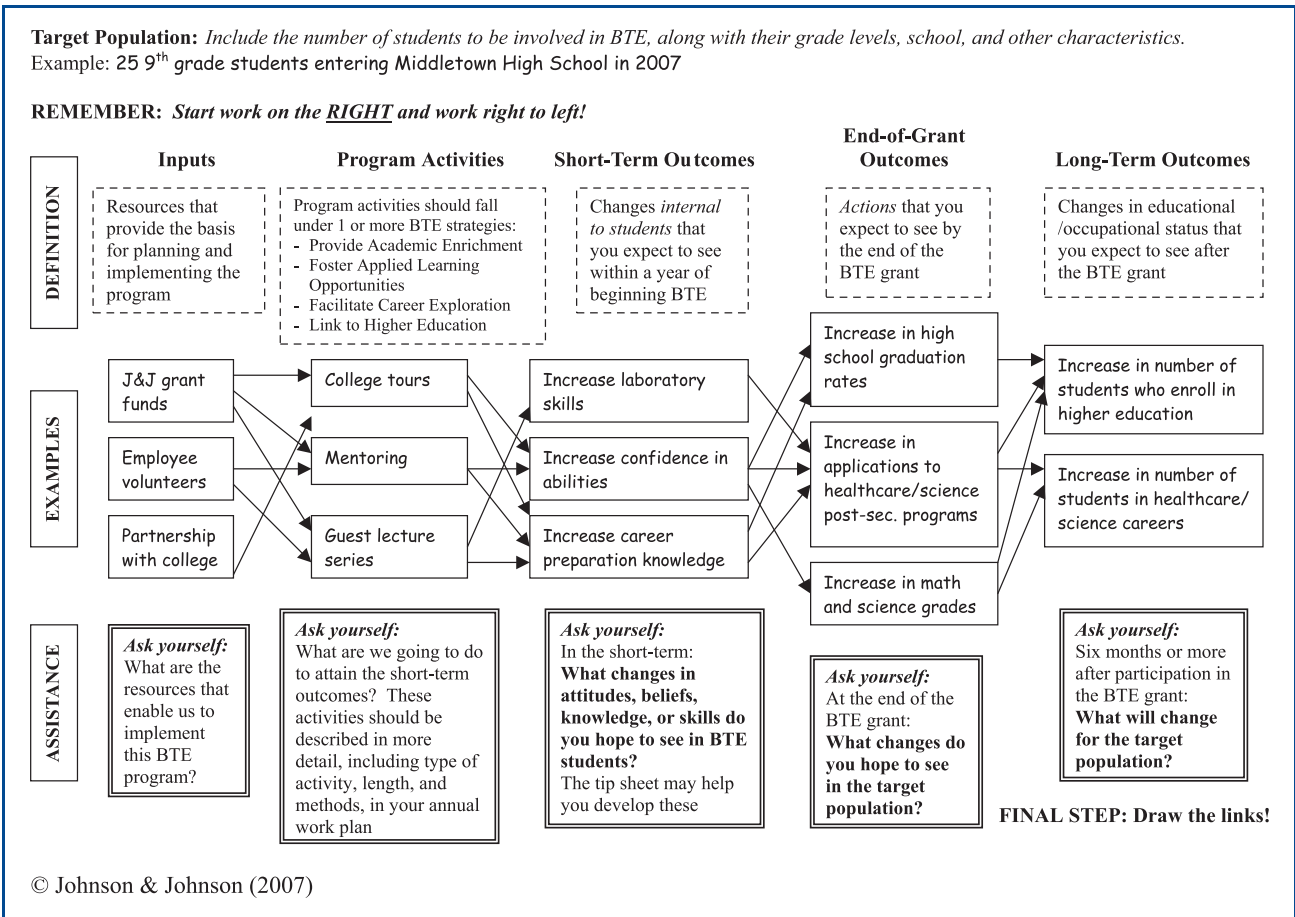 Target Population: Include the number of students to be involved in BTE, along with their grade levels, school, and other characteristics.
Example: 25 9th grade students entering Middletown High School in 2007
REMEMBER: Start work on the RIGHT and work right to left!
Inputs
Program Activities
Short-Term Outcomes
End-of-Grant
Outcomes
Long-Term Outcomes
DEFINITION
Resources that
provide the basis
for planning and
implementing the
program
Program activities should fall
under 1 or more BTE strategies:
- Provide Academic Enrichment
- Foster Applied Learning
Opportunities
- Facilitate Career Exploration
- Link to Higher Education
Changes internal
to students that
you expect to see
within a year of
beginning BTE
Actions that you
expect to see by
the end of the
BTE grant
Changes in educational
/occupational status that
you expect to see after
the BTE grant
EXAMPLES
J&J grant
funds
Employee
volunteers
Partnership
with college
College tours
Mentoring
Guest lecture
series
Increase laboratory
skills
Increase confidence in
abilities
Increase career
preparation knowledge
Increase in high
school graduation
rates
Increase in
applications to
healthcare/science
post-sec. programs
Increase in math
and science grades
Increase in number of
students who enroll in
higher education
Increase in number of
students in healthcare/
science careers
ASSISTANCE
Ask yourself:
What are the
resources that
enable us to
implement
this BTE
program?
Ask yourself:
What are we going to do
to attain the short-term
outcomes? These
activities should be
described in more
detail, including type of
activity, length, and
methods, in your annual
work plan
Ask yourself:
In the short-term:
What changes in
attitudes, beliefs,
knowledge, or skills do
you hope to see in BTE
students?
The tip sheet may help
you develop these
Ask yourself:
At the end of the
BTE grant:
What changes do
you hope to see
in the target
population?
Ask yourself:
Six months or more
after participation in
the BTE grant:
What will change
for the target
population?
FINAL STEP: Draw the links!
© Johnson & Johnson (2007)